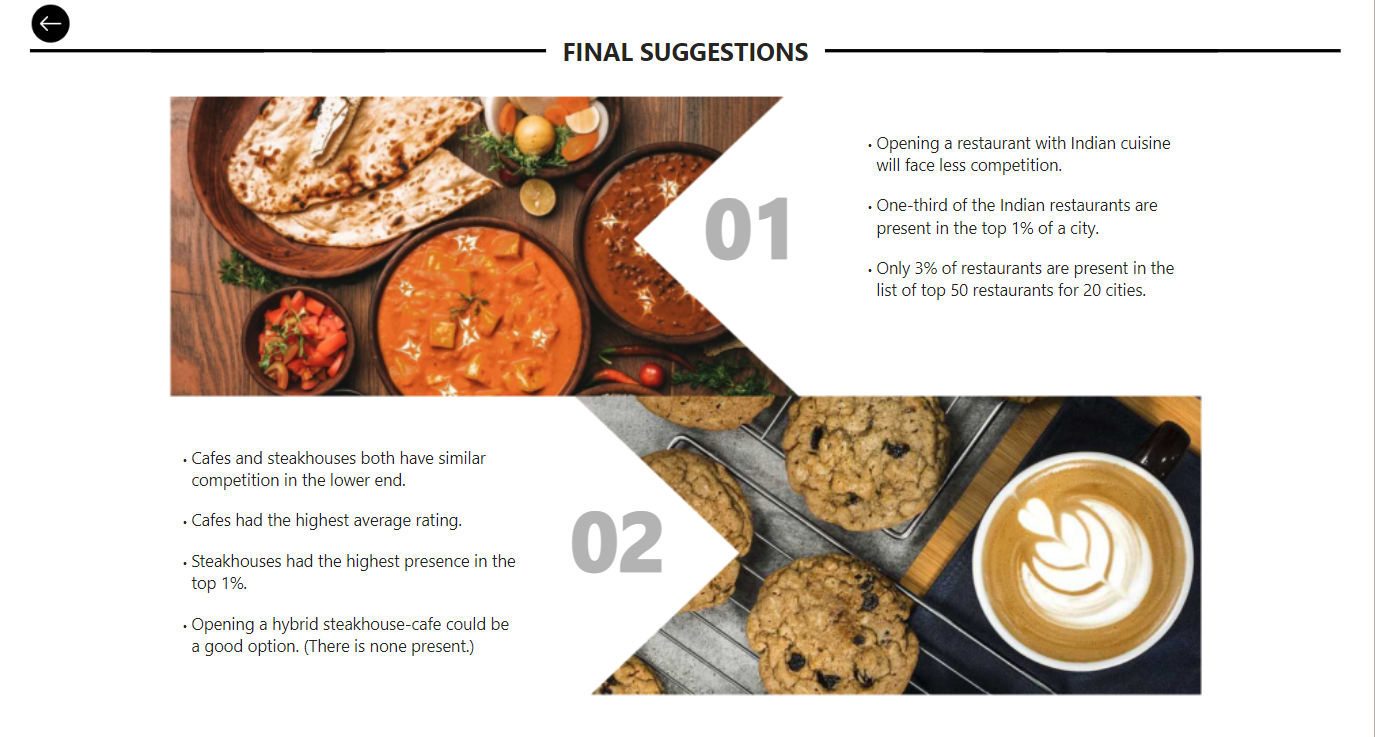 FINAL SUGGESTIONS
01
• Opening a restaurant with Indian cuisine
will face less competition.
• One-third of the Indian restaurants are
present in the top 1% of a city.
• Only 3% of restaurants are present in the
list of top 50 restaurants for 20 cities.
• Cafes and steakhouses both have similar
competition in the lower end.
• Cafes had the highest average rating.
• Steakhouses had the highest presence in the
top 1%.
• Opening a hybrid steakhouse-cafe could be
a good option. (There is none present.)
02